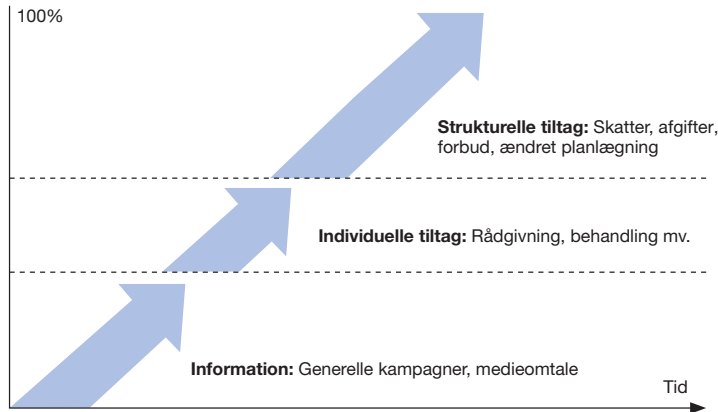 100%
Strukturelle tiltag: Skatter, afgifter,
forbud, ændret planlægning
Individuelle tiltag: Rådgivning, behandling mv.
Information: Generelle kampagner, medieomtale
Tid